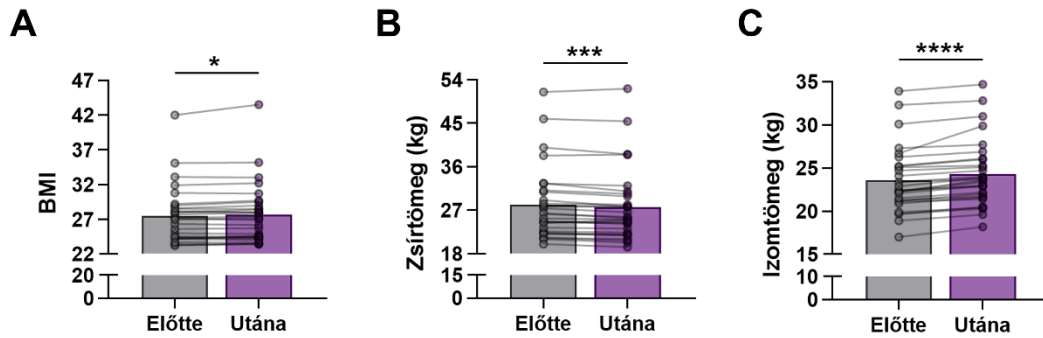 A
BMI
*
47
42
37
32
27
22
20
0
Előtte
Utána
B
Zsírtömeg (kg)
***
54
45
36
27
18
15
0
Előtte
Utána
C
Izomtömeg (kg)
****
35
30
25
20
15
10
0
Előtte
Utána